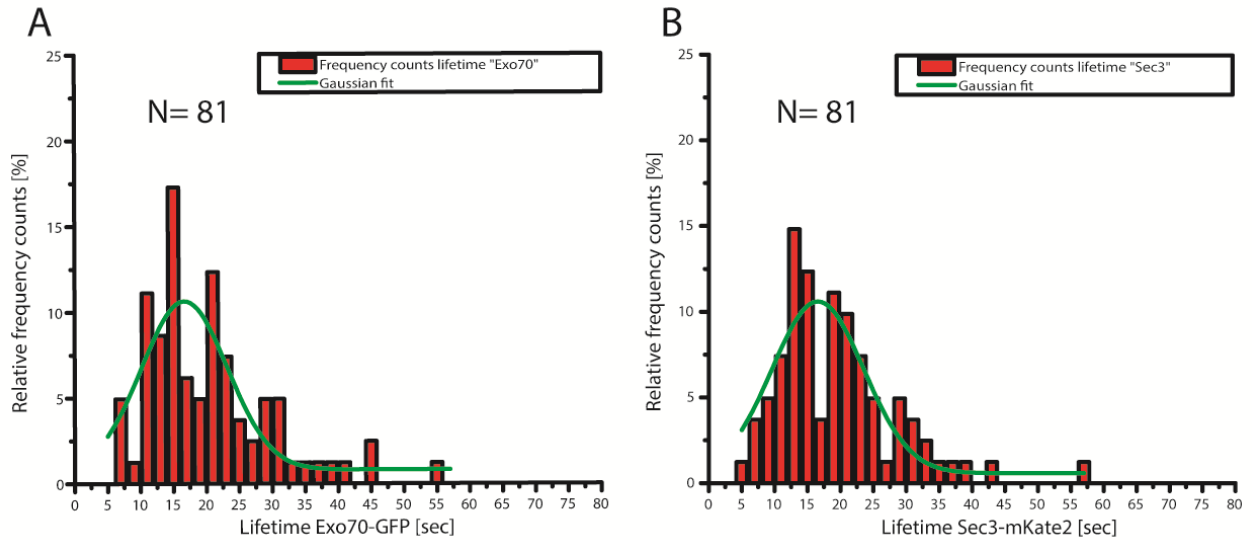 A
Frequency counts lifetime "Exo70"
Gaussian fit
N= 81
Relative frequency counts [%]
25
20
15
10
5
0
0 5 10 15 20 25 30 35 40 45 50 55 60 65 70 75 80
Lifetime Exo70-GFP [sec]
B
Frequency counts lifetime "Sec3"
Gaussian fit
N= 81
Relative frequency counts [%]
25
20
15
10
5
0
0 5 10 15 20 25 30 35 40 45 50 55 60 65 70 75 80
Lifetime Sec3-mKate2 [sec]